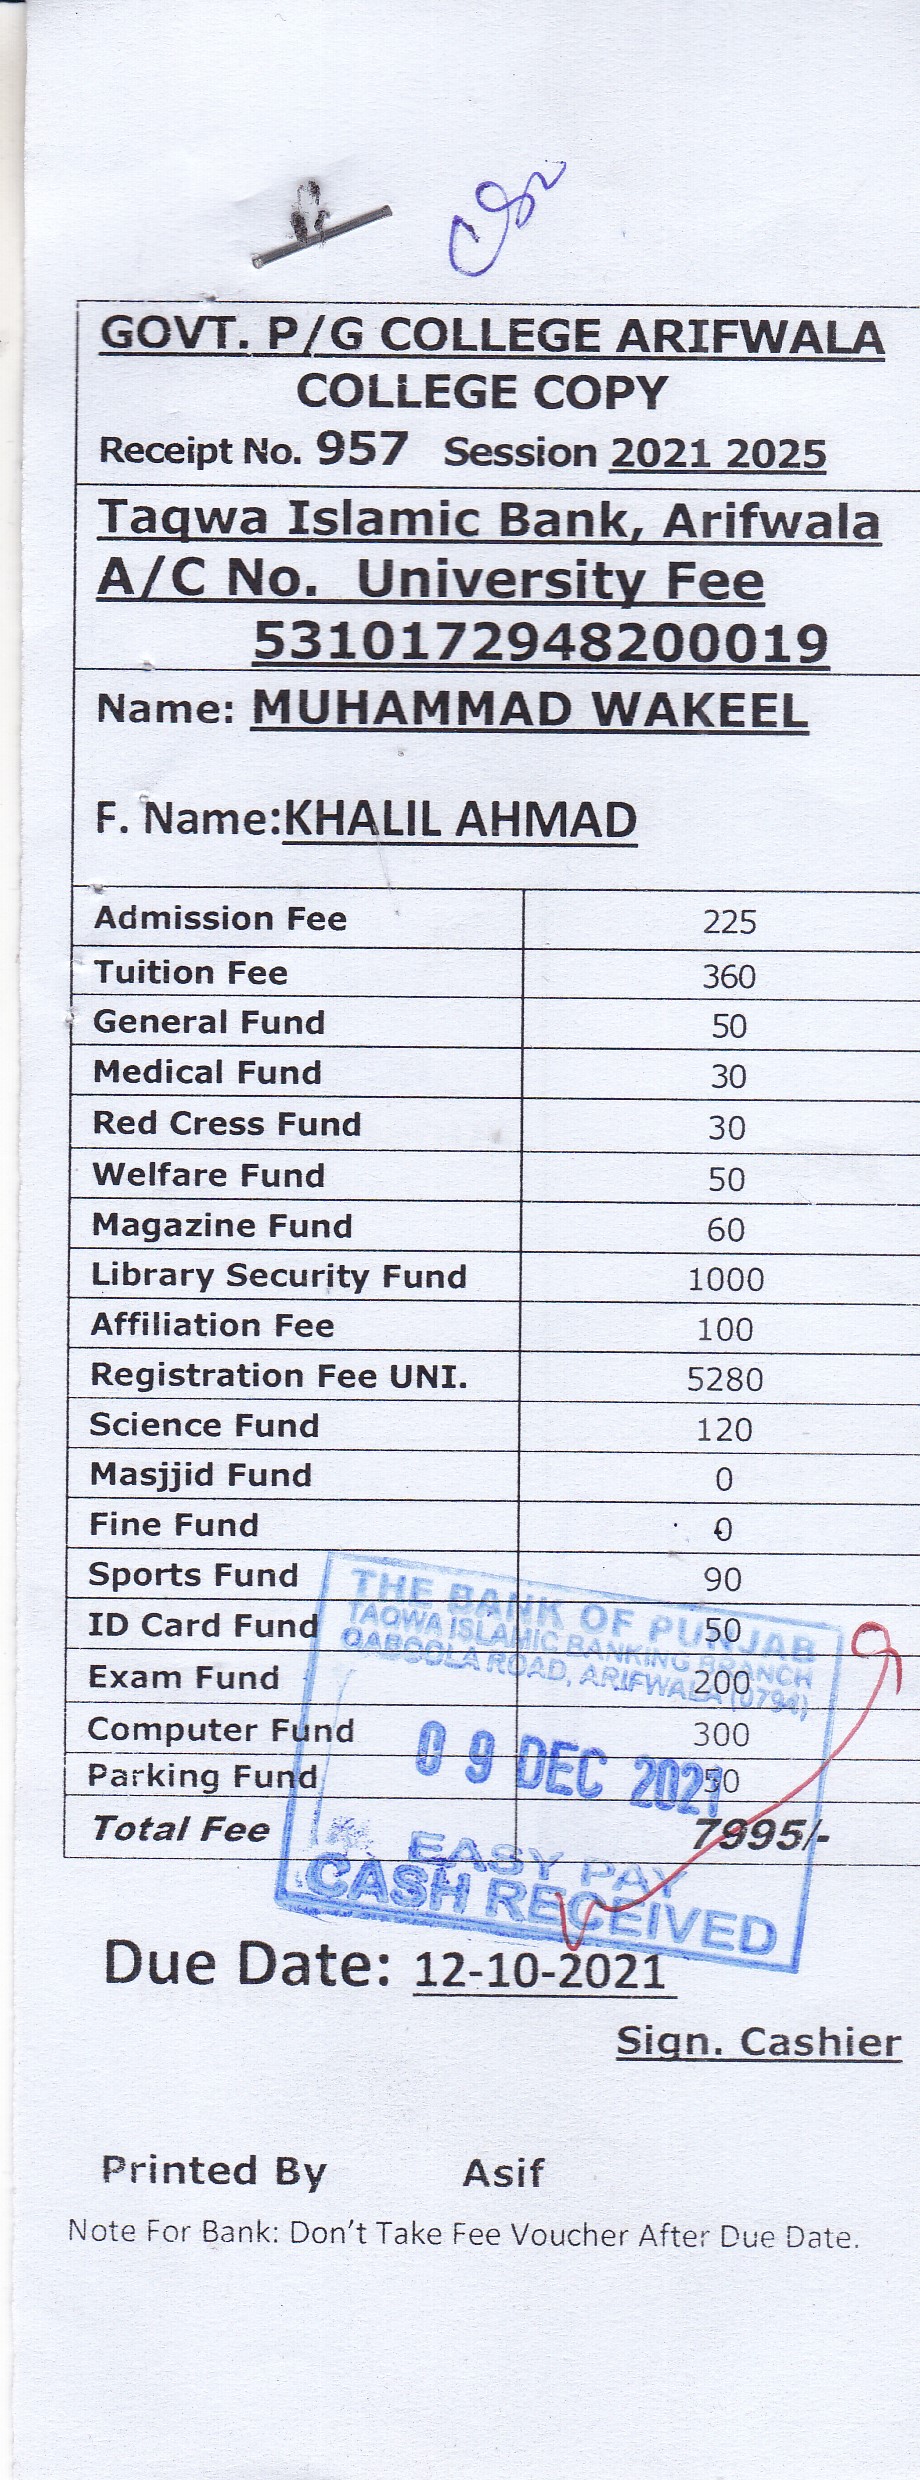 GOVT. P/G COLLEGE ARIFWALA
COLLEGE COPY
Receipt No. 957 Session 2021 2025
Taqwa Islamic Bank, Arifwala
A/C No. University Fee
5310172948200019
Name: MUHAMMAD WAKEEL
F. Name:KHALIL AHMAD
Admission Fee 225
Tuition Fee 360
General Fund 50
Medical Fund 30
Red Cress Fund 30
Welfare Fund 50
Magazine Fund 60
Library Security Fund 1000
Affiliation Fee 100
Registration Fee UNI. 5280
Science Fund 120
Masjjid Fund 0
Fine Fund 0
Sports Fund 90
ID Card Fund 50
Exam Fund 200
Computer Fund 300
Parking Fund 50
Total Fee 7995/-
THE BANK OF PUNJAB
TAQWA ISLAMIC BANKING BRANCH
QABOOLA ROAD, ARIFWALA (0794)
09 DEC 2021
EASY PAY
CASH RECEIVED
Due Date: 12-10-2021
Sign. Cashier
Printed By Asif
Note For Bank: Don't Take Fee Voucher After Due Date.